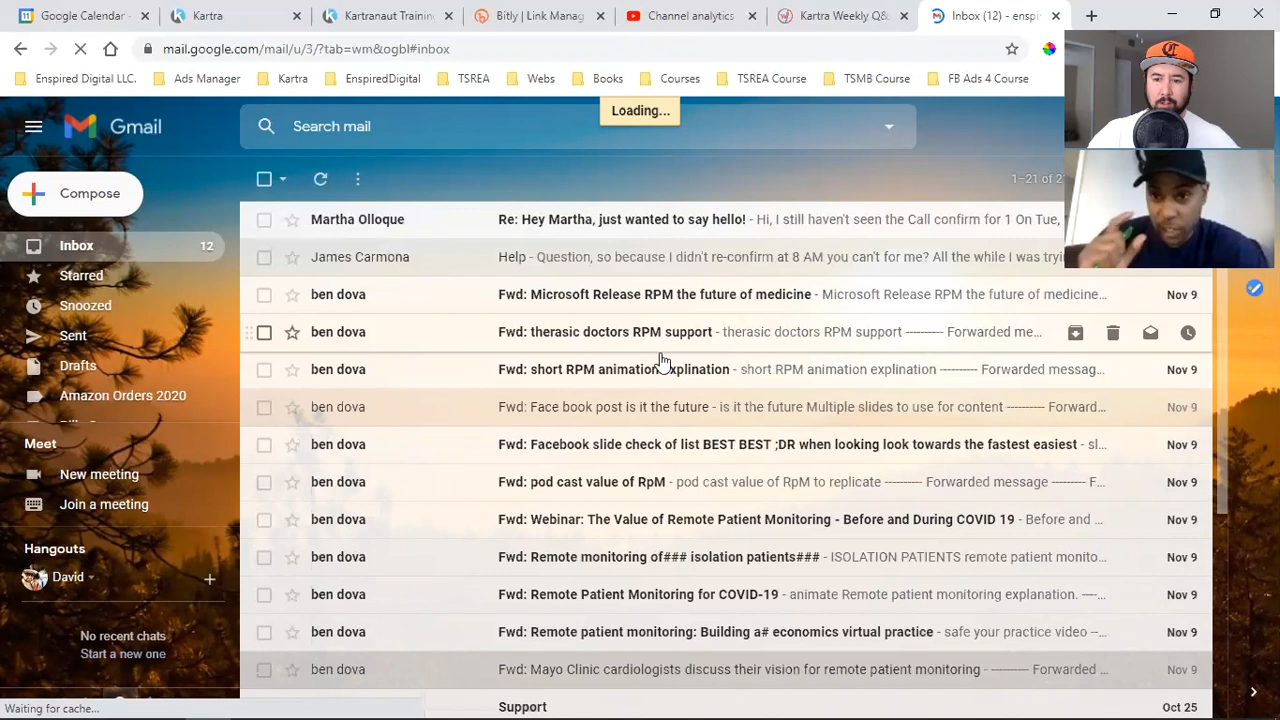 Google Calendar -
Kartra
Kartranaut Training
Bitly | Link Manag
Channel analytics
Kartra Weekly Q&
Inbox (12) - enspi
mail.google.com/mail/u/3/?tab=wm&ogbl#inbox
Enspired Digital LLC.
Ads Manager
Kartra
EnspiredDigital
TSREA
Webs
Books
Courses
TSREA Course
TSMB Course
FB Ads 4 Course
Loading...
Gmail
Search mail
Compose
1–21 of 2
Inbox 12
Starred
Snoozed
Sent
Drafts
Amazon Orders 2020
Meet
New meeting
Join a meeting
Hangouts
David
No recent chats
Start a new one
Martha Olloque Re: Hey Martha, just wanted to say hello! - Hi, I still haven't seen the Call confirm for 1 On Tue,
James Carmona Help - Question, so because I didn't re-confirm at 8 AM you can't for me? All the while I was tryin
ben dova Fwd: Microsoft Release RPM the future of medicine - Microsoft Release RPM the future of medicine... Nov 9
ben dova Fwd: therasic doctors RPM support - therasic doctors RPM support ---------- Forwarded me...
ben dova Fwd: short RPM animation explination - short RPM animation explination ---------- Forwarded messag... Nov 9
ben dova Fwd: Face book post is it the future - is it the future Multiple slides to use for content ---------- Forward... Nov 9
ben dova Fwd: Facebook slide check of list BEST BEST ;DR when looking look towards the fastest easiest - sl... Nov 9
ben dova Fwd: pod cast value of RpM - pod cast value of RpM to replicate ---------- Forwarded message --------- F... Nov 9
ben dova Fwd: Webinar: The Value of Remote Patient Monitoring - Before and During COVID 19 - Before and ... Nov 9
ben dova Fwd: Remote monitoring of### isolation patients### - ISOLATION PATIENTS remote patient monito... Nov 9
ben dova Fwd: Remote Patient Monitoring for COVID-19 - animate Remote patient monitoring explanation. ----... Nov 9
ben dova Fwd: Remote patient monitoring: Building a# economics virtual practice - safe your practice video --... Nov 9
ben dova Fwd: Mayo Clinic cardiologists discuss their vision for remote patient monitoring - ---------- Forwarded... Nov 9
Support Oct 25
Waiting for cache...